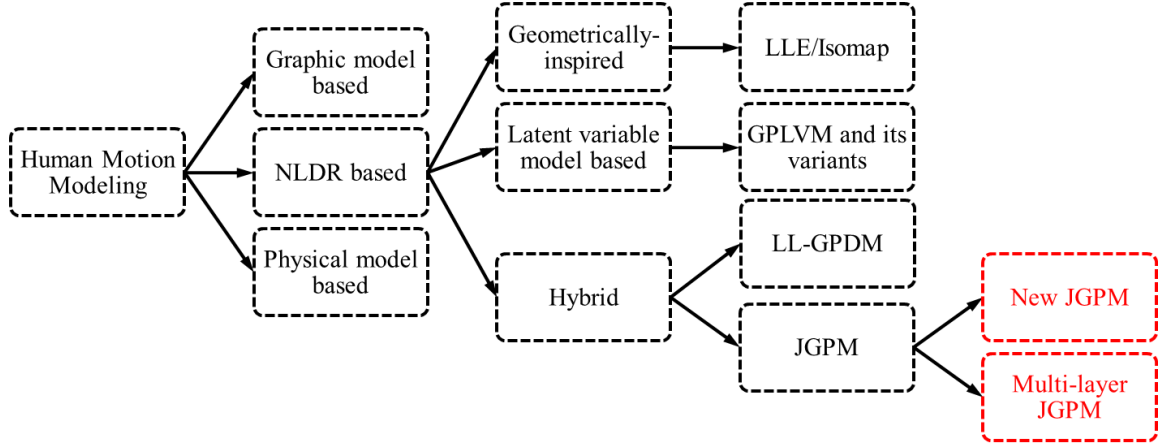 Human Motion
Modeling
Graphic model
based
NLDR based
Physical model
based
Geometrically-
inspired
Latent variable
model based
Hybrid
LLE/Isomap
GPLVM and its
variants
LL-GPDM
JGPM
New JGPM
Multi-layer
JGPM